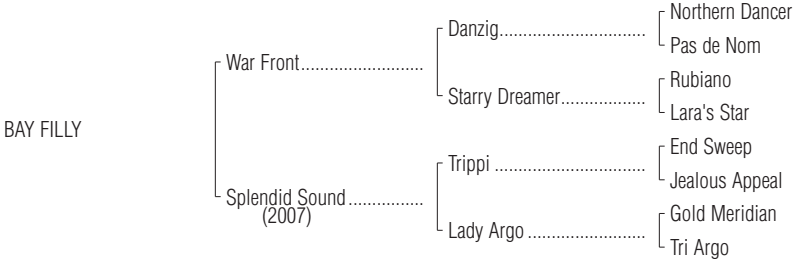 Northern Dancer
Danzig..............................
Pas de Nom
War Front.........................
Rubiano
Starry Dreamer..................
Lara's Star
BAY FILLY
End Sweep
Trippi ...............................
Jealous Appeal
Splendid Sound................
(2007)
Gold Meridian
Lady Argo ........................
Tri Argo